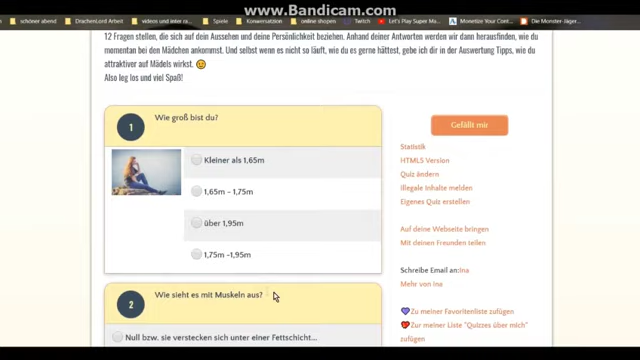 www.Bandicam.com
schöner abend
DrachenLord Arbeit
videos und inter ra
Spiele
Konversatsion
online shopen
Twitch
Let's Play Super M
Monetize Your Cont
Die Monster-Jäger
12 Fragen stellen, die sich auf dein Aussehen und deine Persönlichkeit beziehen. Anhand deiner Antworten werden wir dann herausfinden, wie du
momentan bei den Mädchen ankommst. Und selbst wenn es nicht so läuft, wie du es gerne hättest, gebe ich dir in der Auswertung Tipps, wie du
attraktiver auf Mädels wirkst.
Also leg los und viel Spaß!
1
Wie groß bist du?
Kleiner als 1,65m
1,65m - 1,75m
über 1,95m
1,75m -1,95m
2
Wie sieht es mit Muskeln aus?
Null bzw. sie verstecken sich unter einer Fettschicht...
Gefällt mir
Statistik
HTML5 Version
Quiz ändern
Illegale Inhalte melden
Eigenes Quiz erstellen
Auf deine Webseite bringen
Mit deinen Freunden teilen
Schreibe Email an:ina
Mehr von ina
Zu meiner Favoritenliste zufügen
Zur meiner Liste "Quizzes über mich"
zufügen